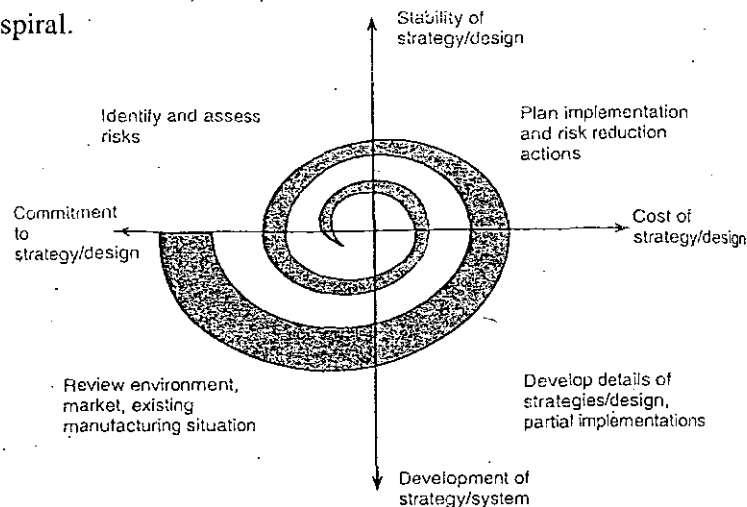 spiral.
Stability of
strategy/design
Identify and assess
risks
Plan implementation
and risk reduction
actions
Commitment
to
strategy/design
Cost of
strategy/design
Review environment,
market, existing
manufacturing situation
Develop details of
strategies/design,
partial implementations
Development of
strategy/system